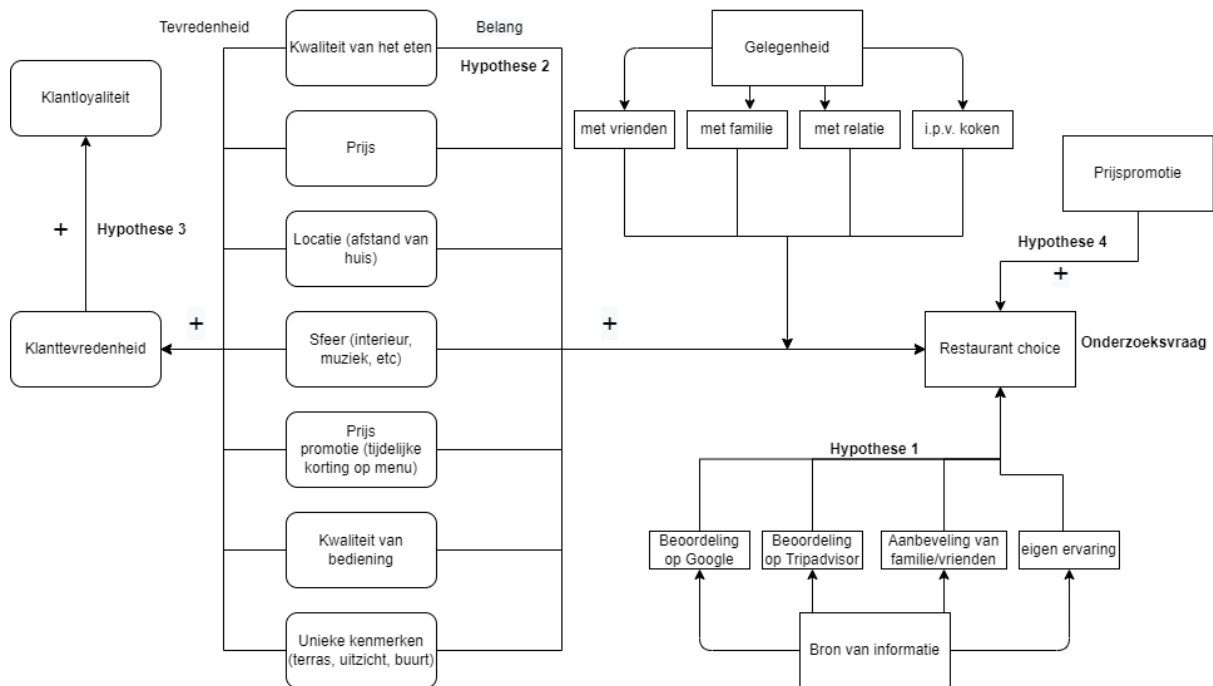 Tevredenheid
Belang
Kwaliteit van het eten
Hypothese 2
Klantloyaliteit
Prijs
+
Hypothese 3
Locatie (afstand van
huis)
Klanttevredenheid
+
Sfeer (interieur,
muziek, etc)
+
Prijs
promotie (tijdelijke
korting op menu)
Kwaliteit van
bediening
Unieke kenmerken
(terras, uitzicht, buurt)
Gelegenheid
met vrienden
met familie
met relatie
i.p.v. koken
Prijspromotie
Hypothese 4
+
Restaurant choice
Onderzoeksvraag
Hypothese 1
Beoordeling
op Google
Beoordeling
op Tripadvisor
Aanbeveling van
familie/vrienden
eigen ervaring
Bron van informatie